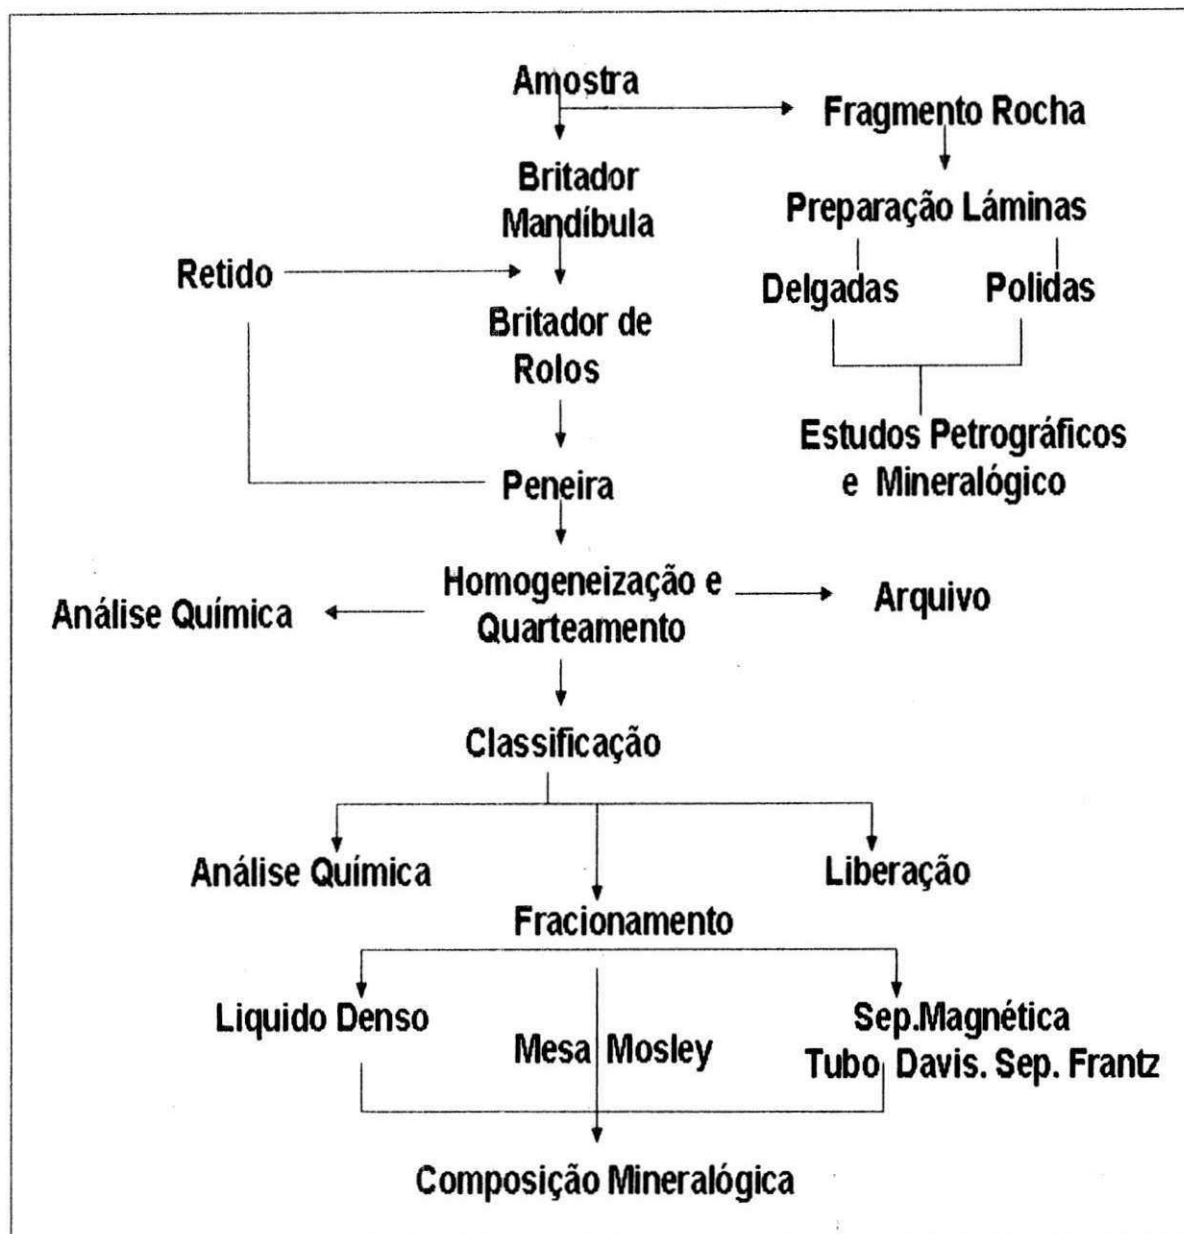 Amostra
Fragmento Rocha
Britador
Mandíbula
Preparação Láminas
Retido
Delgadas
Polidas
Britador de
Rolos
Estudos Petrográficos
e Mineralógico
Peneira
Homogeneização e
Quarteamento
Análise Química
Arquivo
Classificação
Análise Química
Liberação
Fracionamento
Liquido Denso
Mesa Mosley
Sep.Magnética
Tubo Davis. Sep. Frantz
Composição Mineralógica